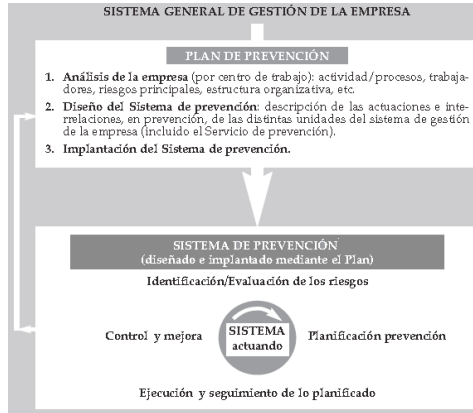 SISTEMA GENERAL DE GESTIÓN DE LA EMPRESA
PLAN DE PREVENCIÓN
1. Análisis de la empresa (por centro de trabajo): actividad/procesos, trabaja-
dores, riesgos principales, estructura organizativa, etc.
2. Diseño del Sistema de prevención: descripción de las actuaciones e inte-
rrelaciones, en prevención, de las distintas unidades del sistema de gestión
de la empresa (incluido el Servicio de prevención).
3. Implantación del Sistema de prevención.
SISTEMA DE PREVENCIÓN
(diseñado e implantado mediante el Plan)
Identificación/Evaluación de los riesgos
Control y mejora
SISTEMA
actuando
Planificación prevención
Ejecución y seguimiento de lo planificado